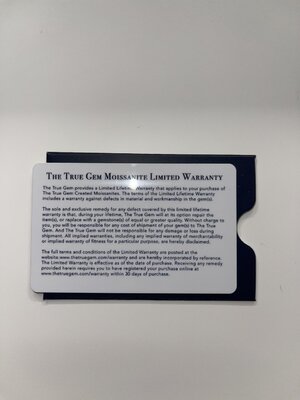 THE TRUE GEM MOISSANITE LIMITED WARRANTY
The True Gem provides a Limited Lifetime Warranty that applies to your purchase of
The True Gem Created Moissanites. The terms of the Limited Lifetime Warranty
includes a warranty against defects in material and workmanship in the gem(s).
The sole and exclusive remedy for any defect covered by this limited lifetime
warranty is that, during your lifetime, The True Gem will at its option repair the
item(s), or replace with a gemstone(s) of equal or greater quality. Without charge to
you, you will be responsible for any cost of shipment of your gem(s) to The True
Gem. And The True Gem will not be responsible for any damage or loss during
shipment. All implied warranties, including any implied warranty of merchantability
or implied warranty of fitness for a particular purpose, are hereby disclaimed.
The full terms and conditions of the Limited Warranty are posted at the
website www.thetruegem.com/warranty and are hereby incorporated by reference.
The Limited Warranty is effective as of the date of purchase. Receiving any remedy
provided herein requires you to have registered your purchase online at
www.thetruegem.com/warranty within 30 days of purchase.